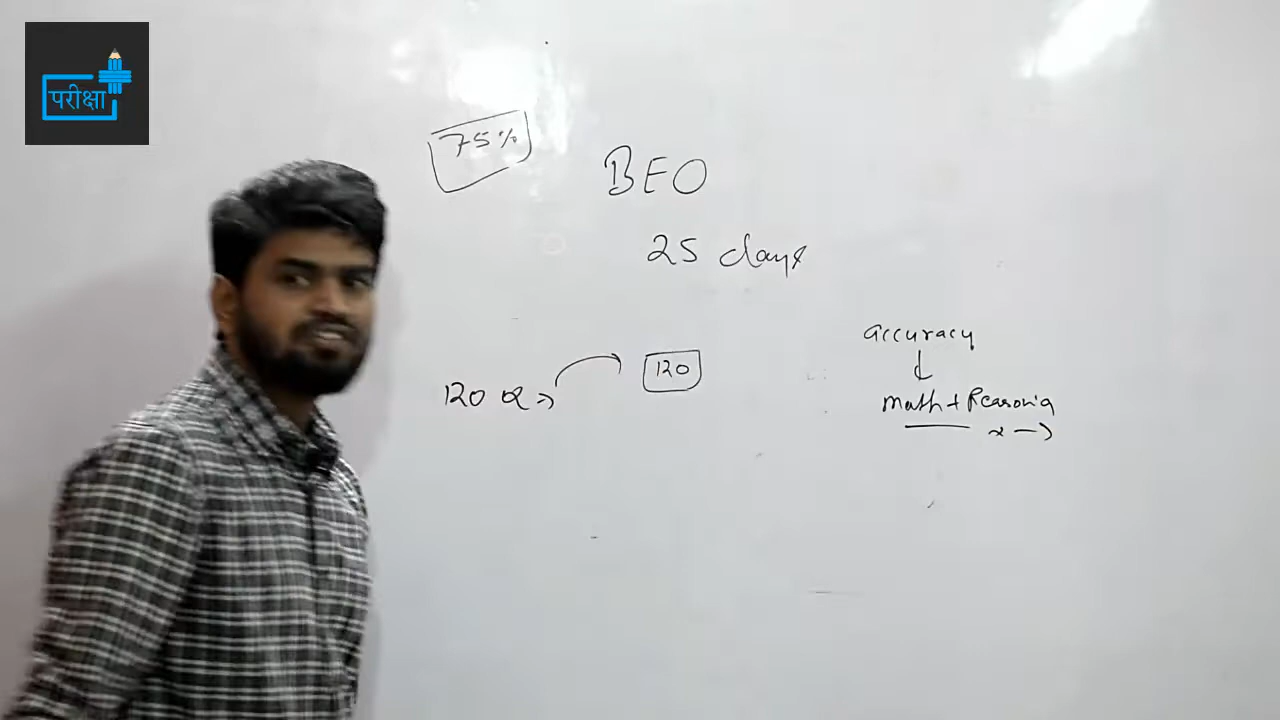 परीक्षा
75%
BEO
25 days
120 Q
120
accuracy
Math + Reasoning
x →